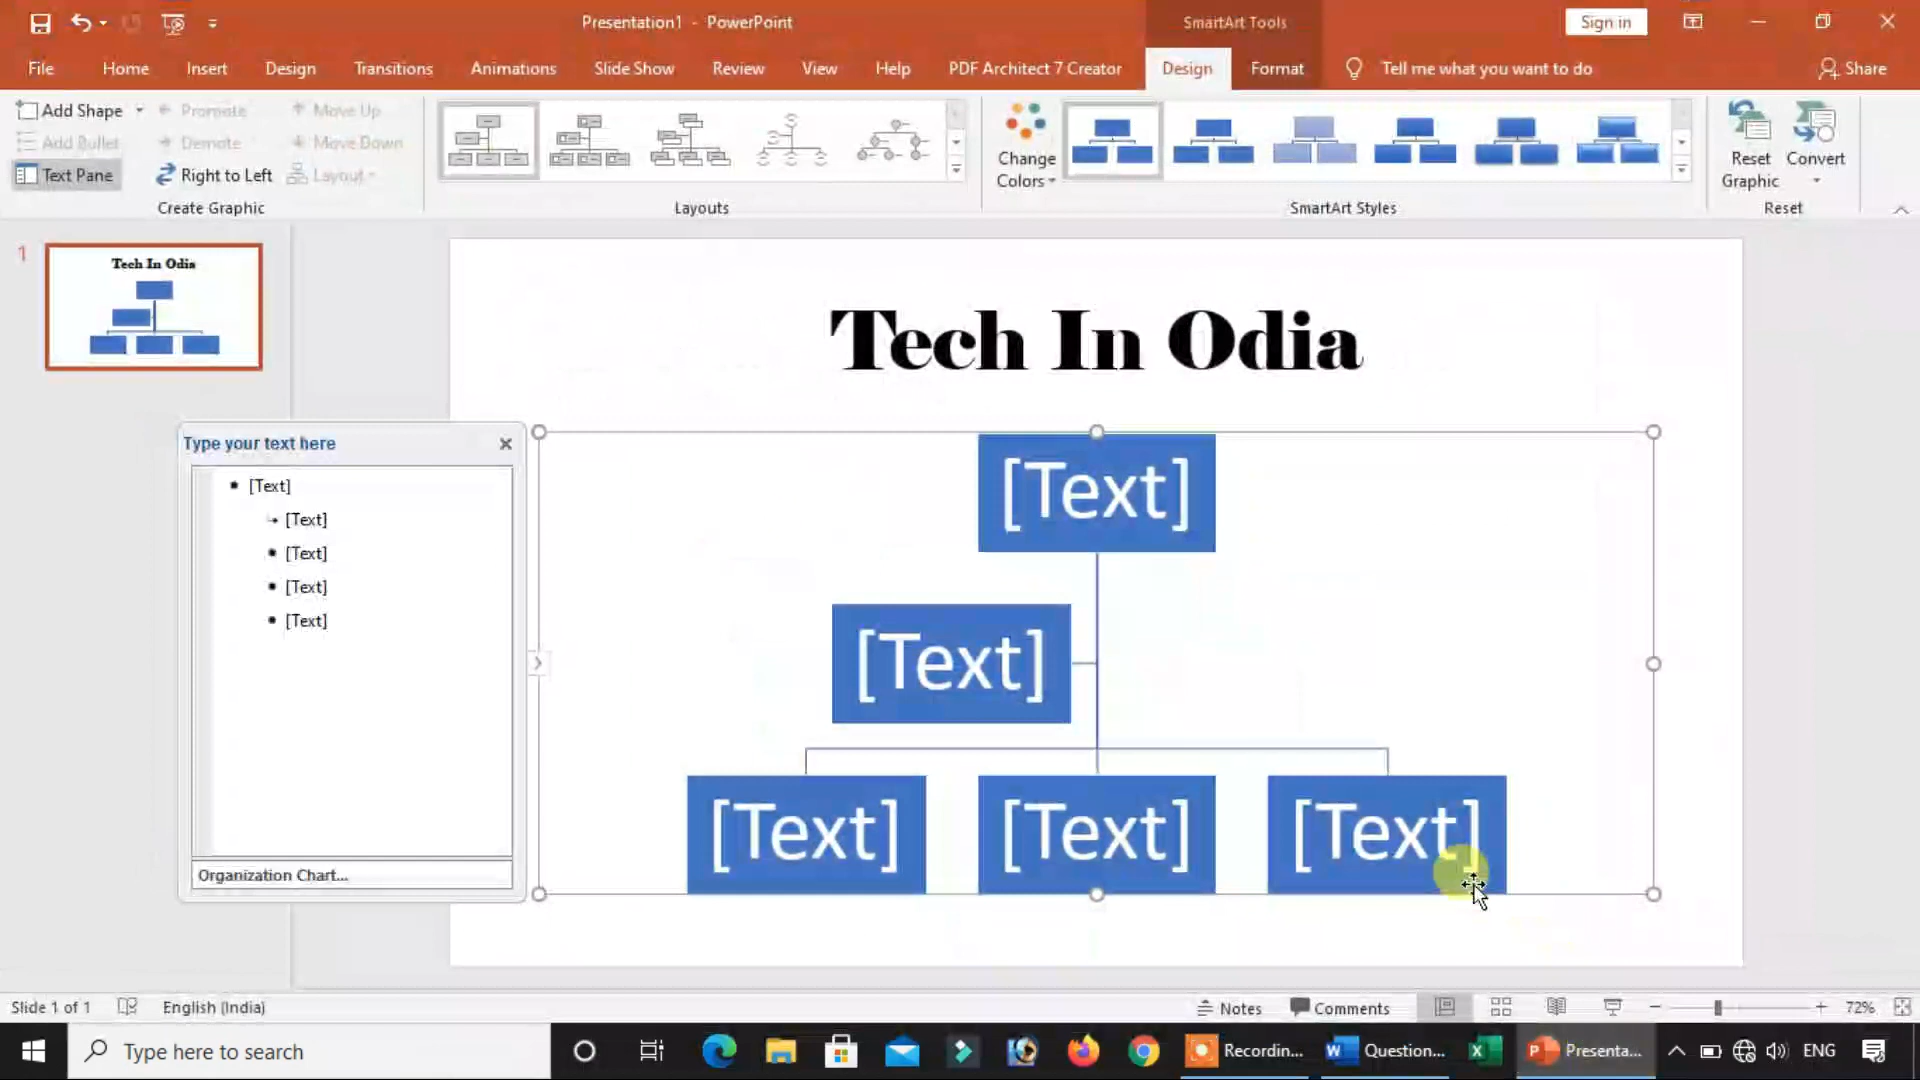 Presentation1 - PowerPoint
SmartArt Tools
Sign in
File
Home
Insert
Design
Transitions
Animations
Slide Show
Review
View
Help
PDF Architect 7 Creator
Design
Format
Tell me what you want to do
Share
Add Shape
Promote
Move Up
Add Bullet
Demote
Move Down
Text Pane
Right to Left
Layout
Create Graphic
Layouts
Change
Colors
SmartArt Styles
Reset
Graphic
Convert
Reset
1
Tech In Odia
Tech In Odia
Type your text here
[Text]
[Text]
[Text]
[Text]
[Text]
Organization Chart...
[Text]
[Text]
[Text]
[Text]
[Text]
Slide 1 of 1
English (India)
Notes
Comments
72%
Type here to search
Recordin...
Question...
Presenta...
ENG